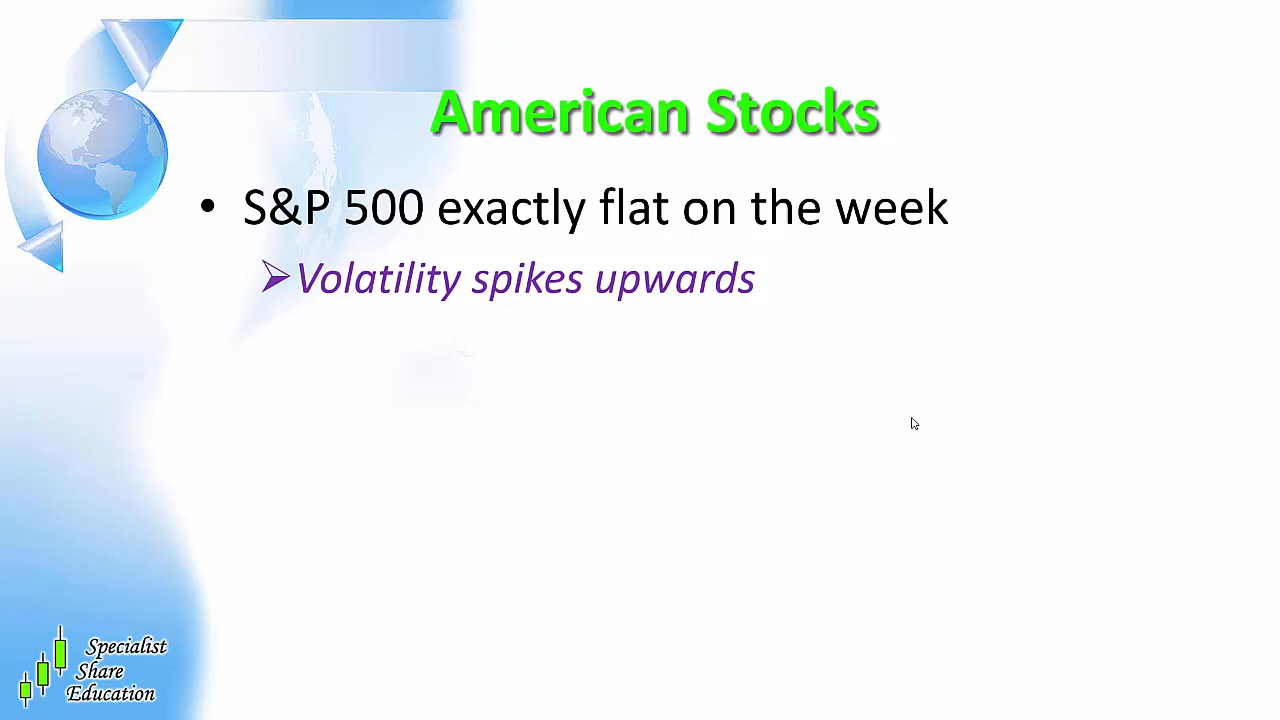 American Stocks
• S&P 500 exactly flat on the week
➢Volatility spikes upwards
Specialist
Share
Education